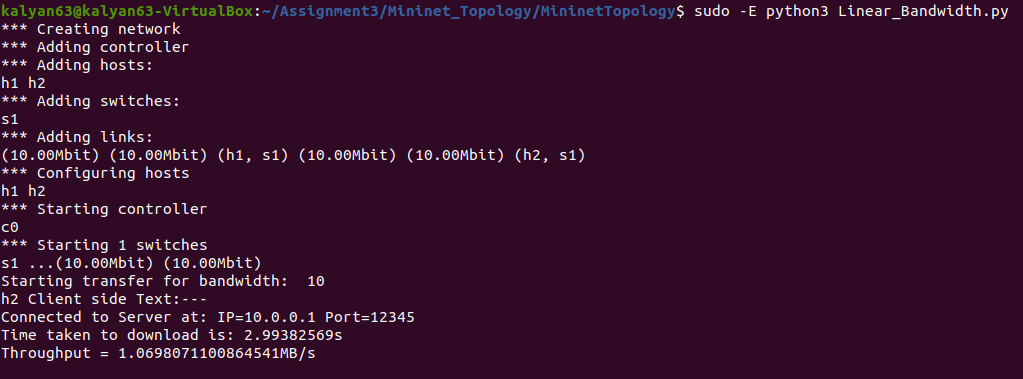 kalyan63@kalyan63-VirtualBox:~/Assignment3/Mininet_Topology/MininetTopology$ sudo -E python3 Linear_Bandwidth.py
*** Creating network
*** Adding controller
*** Adding hosts:
h1 h2
*** Adding switches:
s1
*** Adding links:
(10.00Mbit) (10.00Mbit) (h1, s1) (10.00Mbit) (10.00Mbit) (h2, s1)
*** Configuring hosts
h1 h2
*** Starting controller
c0
*** Starting 1 switches
s1 ...(10.00Mbit) (10.00Mbit)
Starting transfer for bandwidth:  10
h2 Client side Text:---
Connected to Server at: IP=10.0.0.1 Port=12345
Time taken to download is: 2.99382569s
Throughput = 1.0698071100864541MB/s